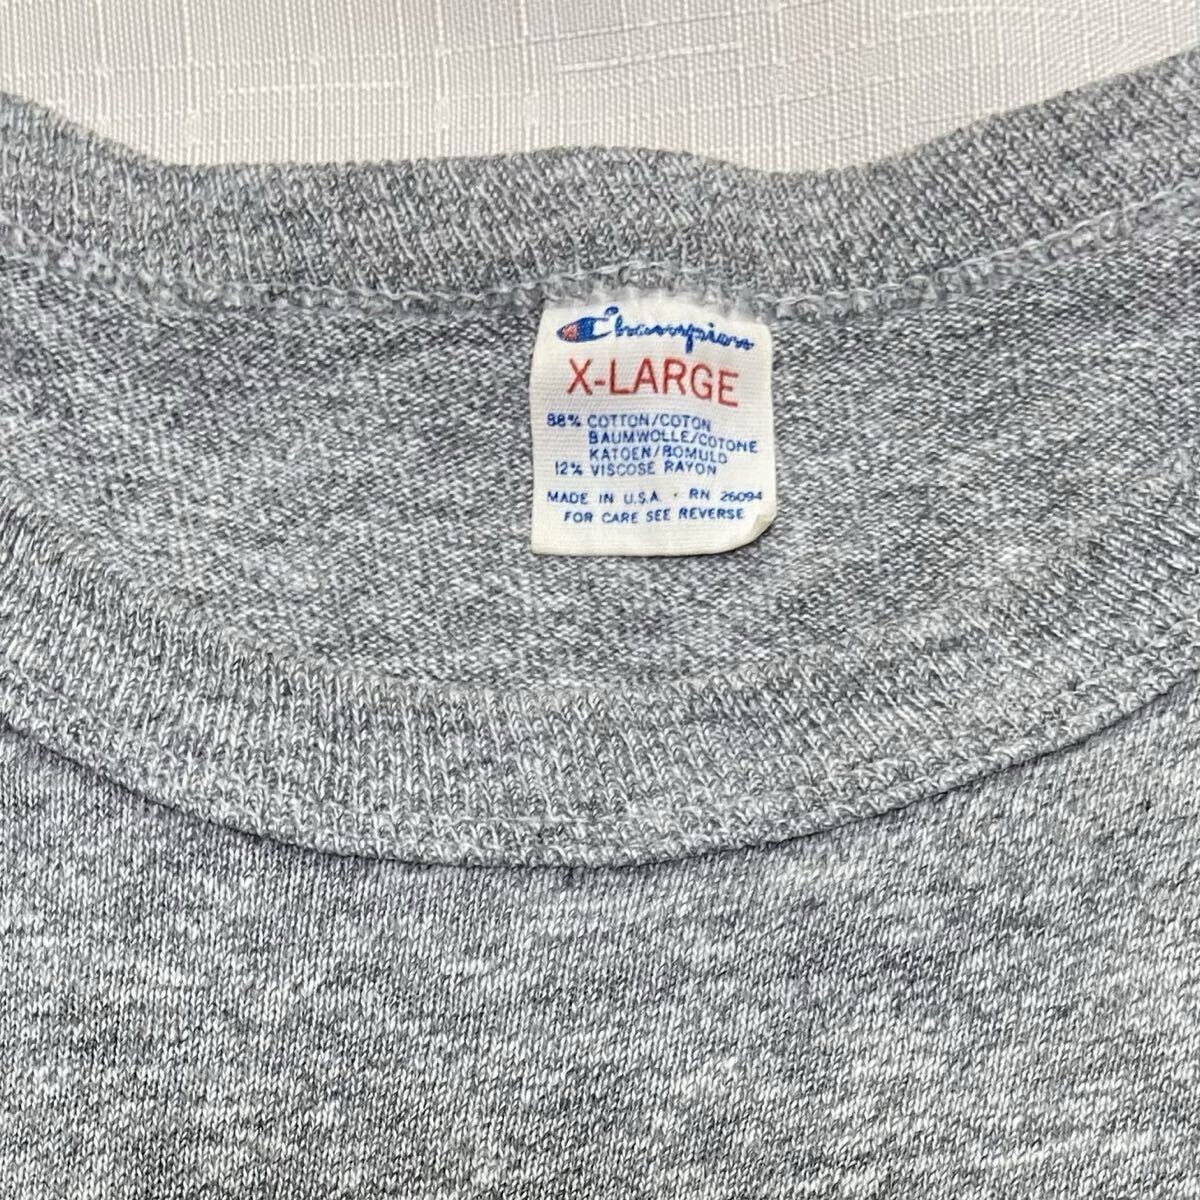 Champion
X-LARGE
88% COTTON/COTON
BAUMWOLLE/COTONE
KATOEN/BOMULD
12% VISCOSE RAYON
MADE IN U.S.A. · RN 26094
FOR CARE SEE REVERSE